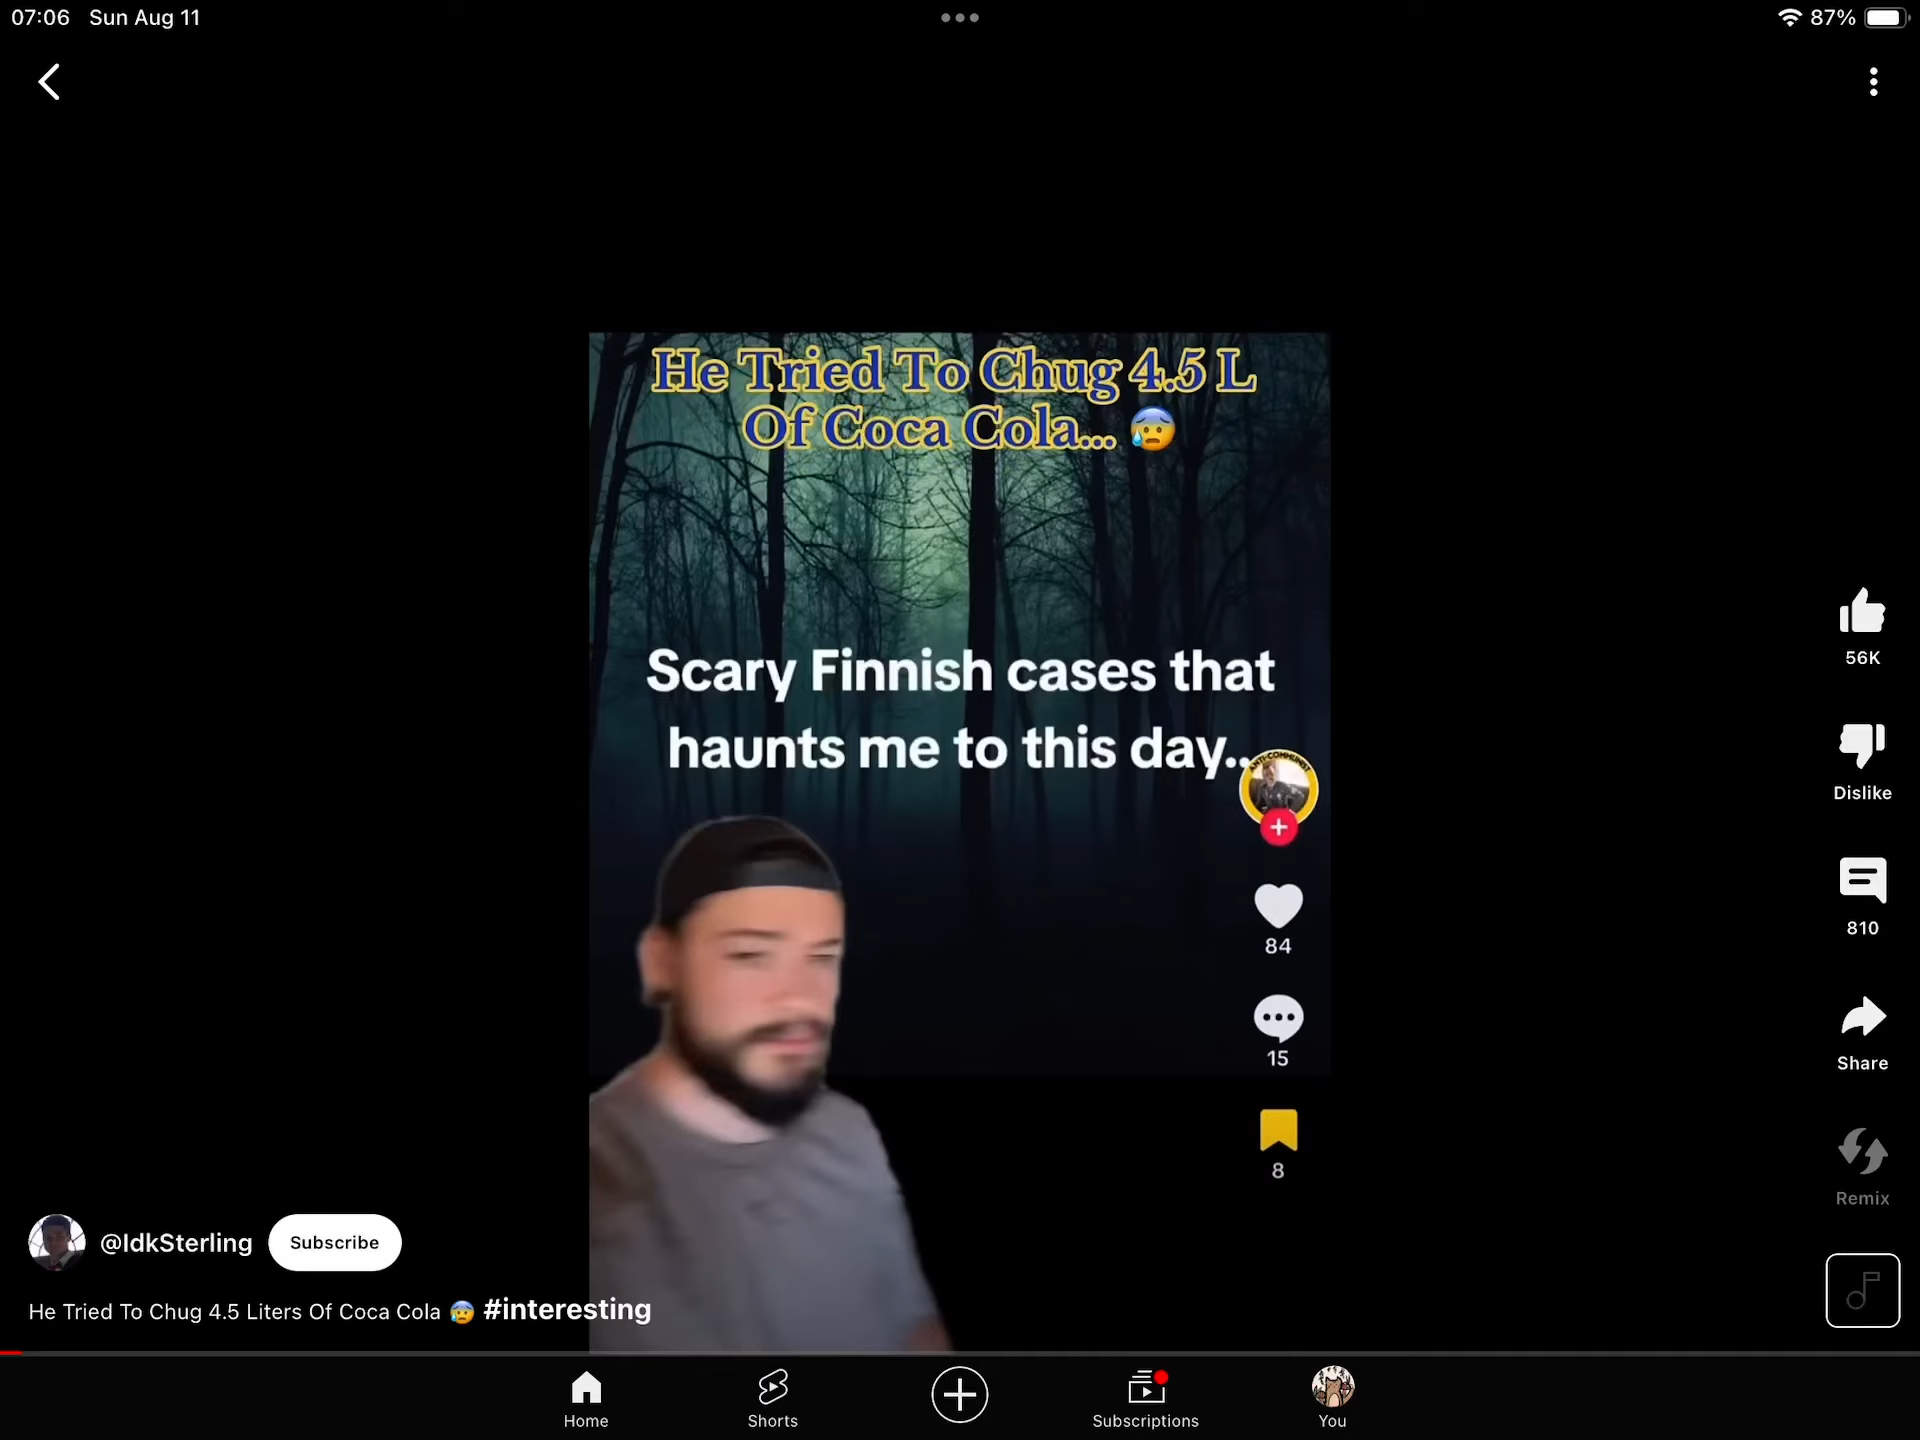 07:06 Sun Aug 11
87%
He Tried To Chug 4.5 L
Of Coca Cola... 😰
Scary Finnish cases that
haunts me to this day..
ANTI-COMMUNIST
84
15
8
56K
Dislike
810
Share
Remix
@IdkSterling Subscribe
He Tried To Chug 4.5 Liters Of Coca Cola 😰 #interesting
Home
Shorts
Subscriptions
You